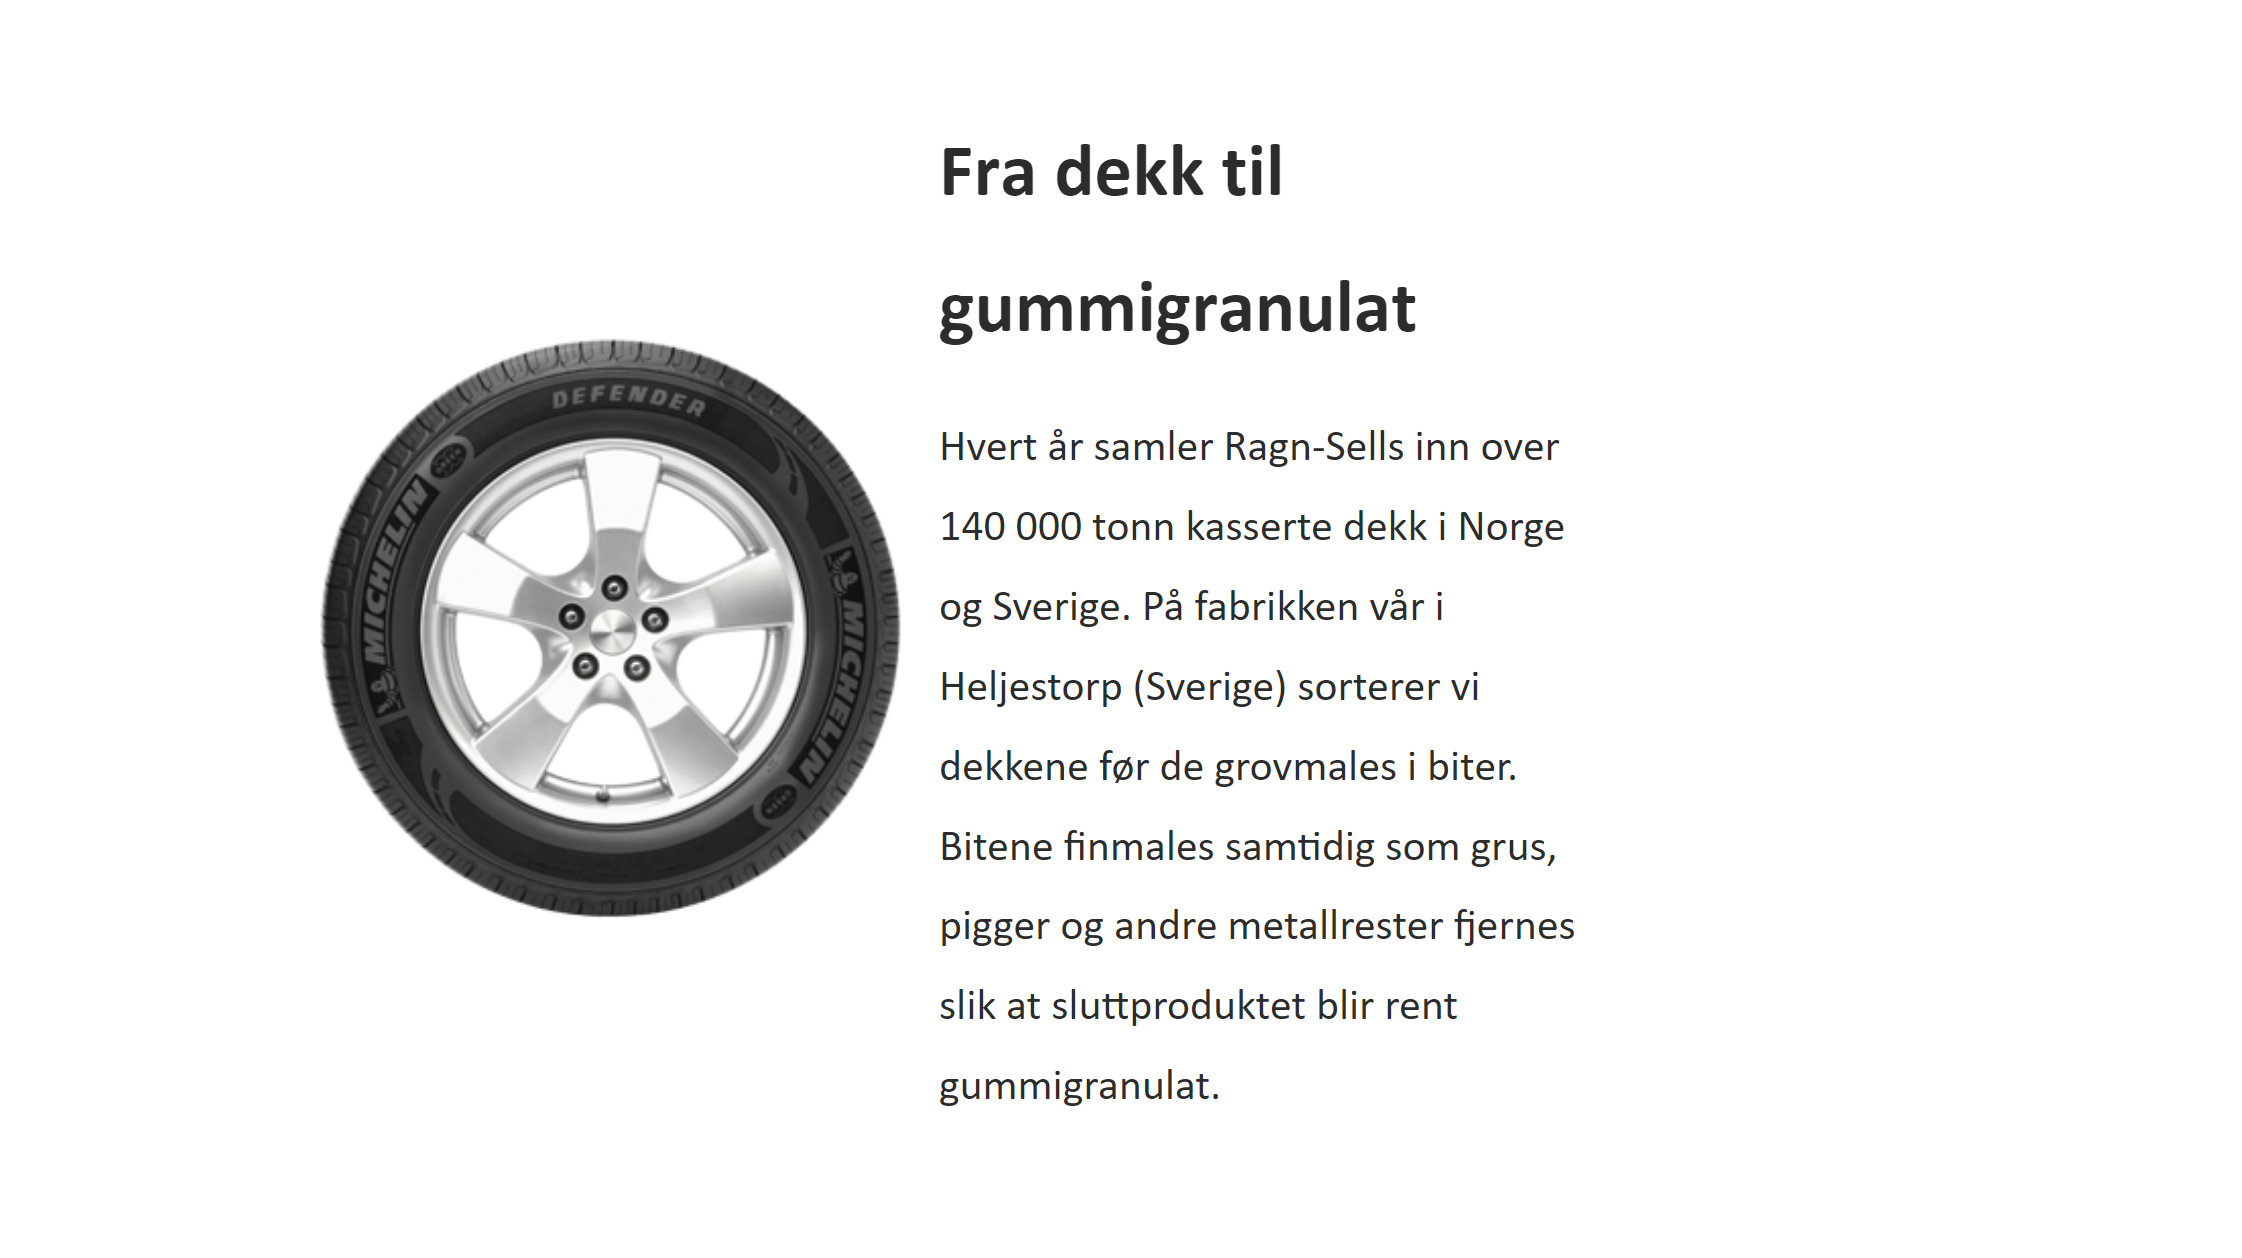 Fra dekk til
gummigranulat
DEFENDER
MICHELIN
MICHELIN
Hvert år samler Ragn-Sells inn over
140 000 tonn kasserte dekk i Norge
og Sverige. På fabrikken vår i
Heljestorp (Sverige) sorterer vi
dekkene før de grovmales i biter.
Bitene finmales samtidig som grus,
pigger og andre metallrester fjernes
slik at sluttproduktet blir rent
gummigranulat.